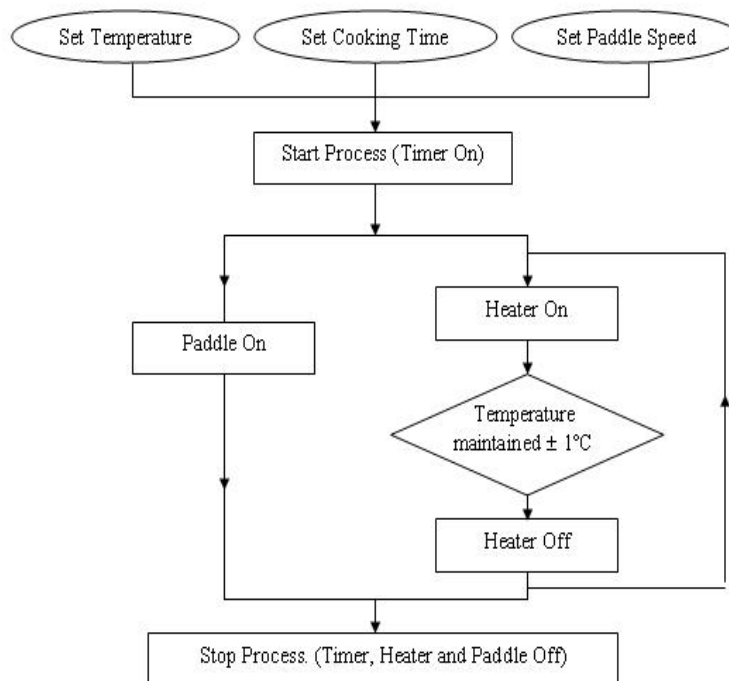 Set Temperature
Set Cooking Time
Set Paddle Speed
Start Process (Timer On)
Paddle On
Heater On
Temperature
maintained ± 1°C
Heater Off
Stop Process. (Timer, Heater and Paddle Off)